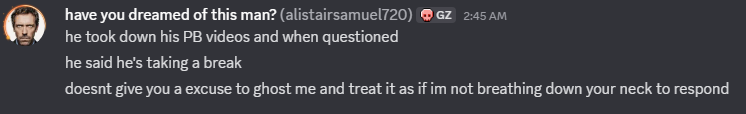 have you dreamed of this man? (alistairsamuel720) GZ 2:45 AM
he took down his PB videos and when questioned
he said he's taking a break
doesnt give you a excuse to ghost me and treat it as if im not breathing down your neck to respond